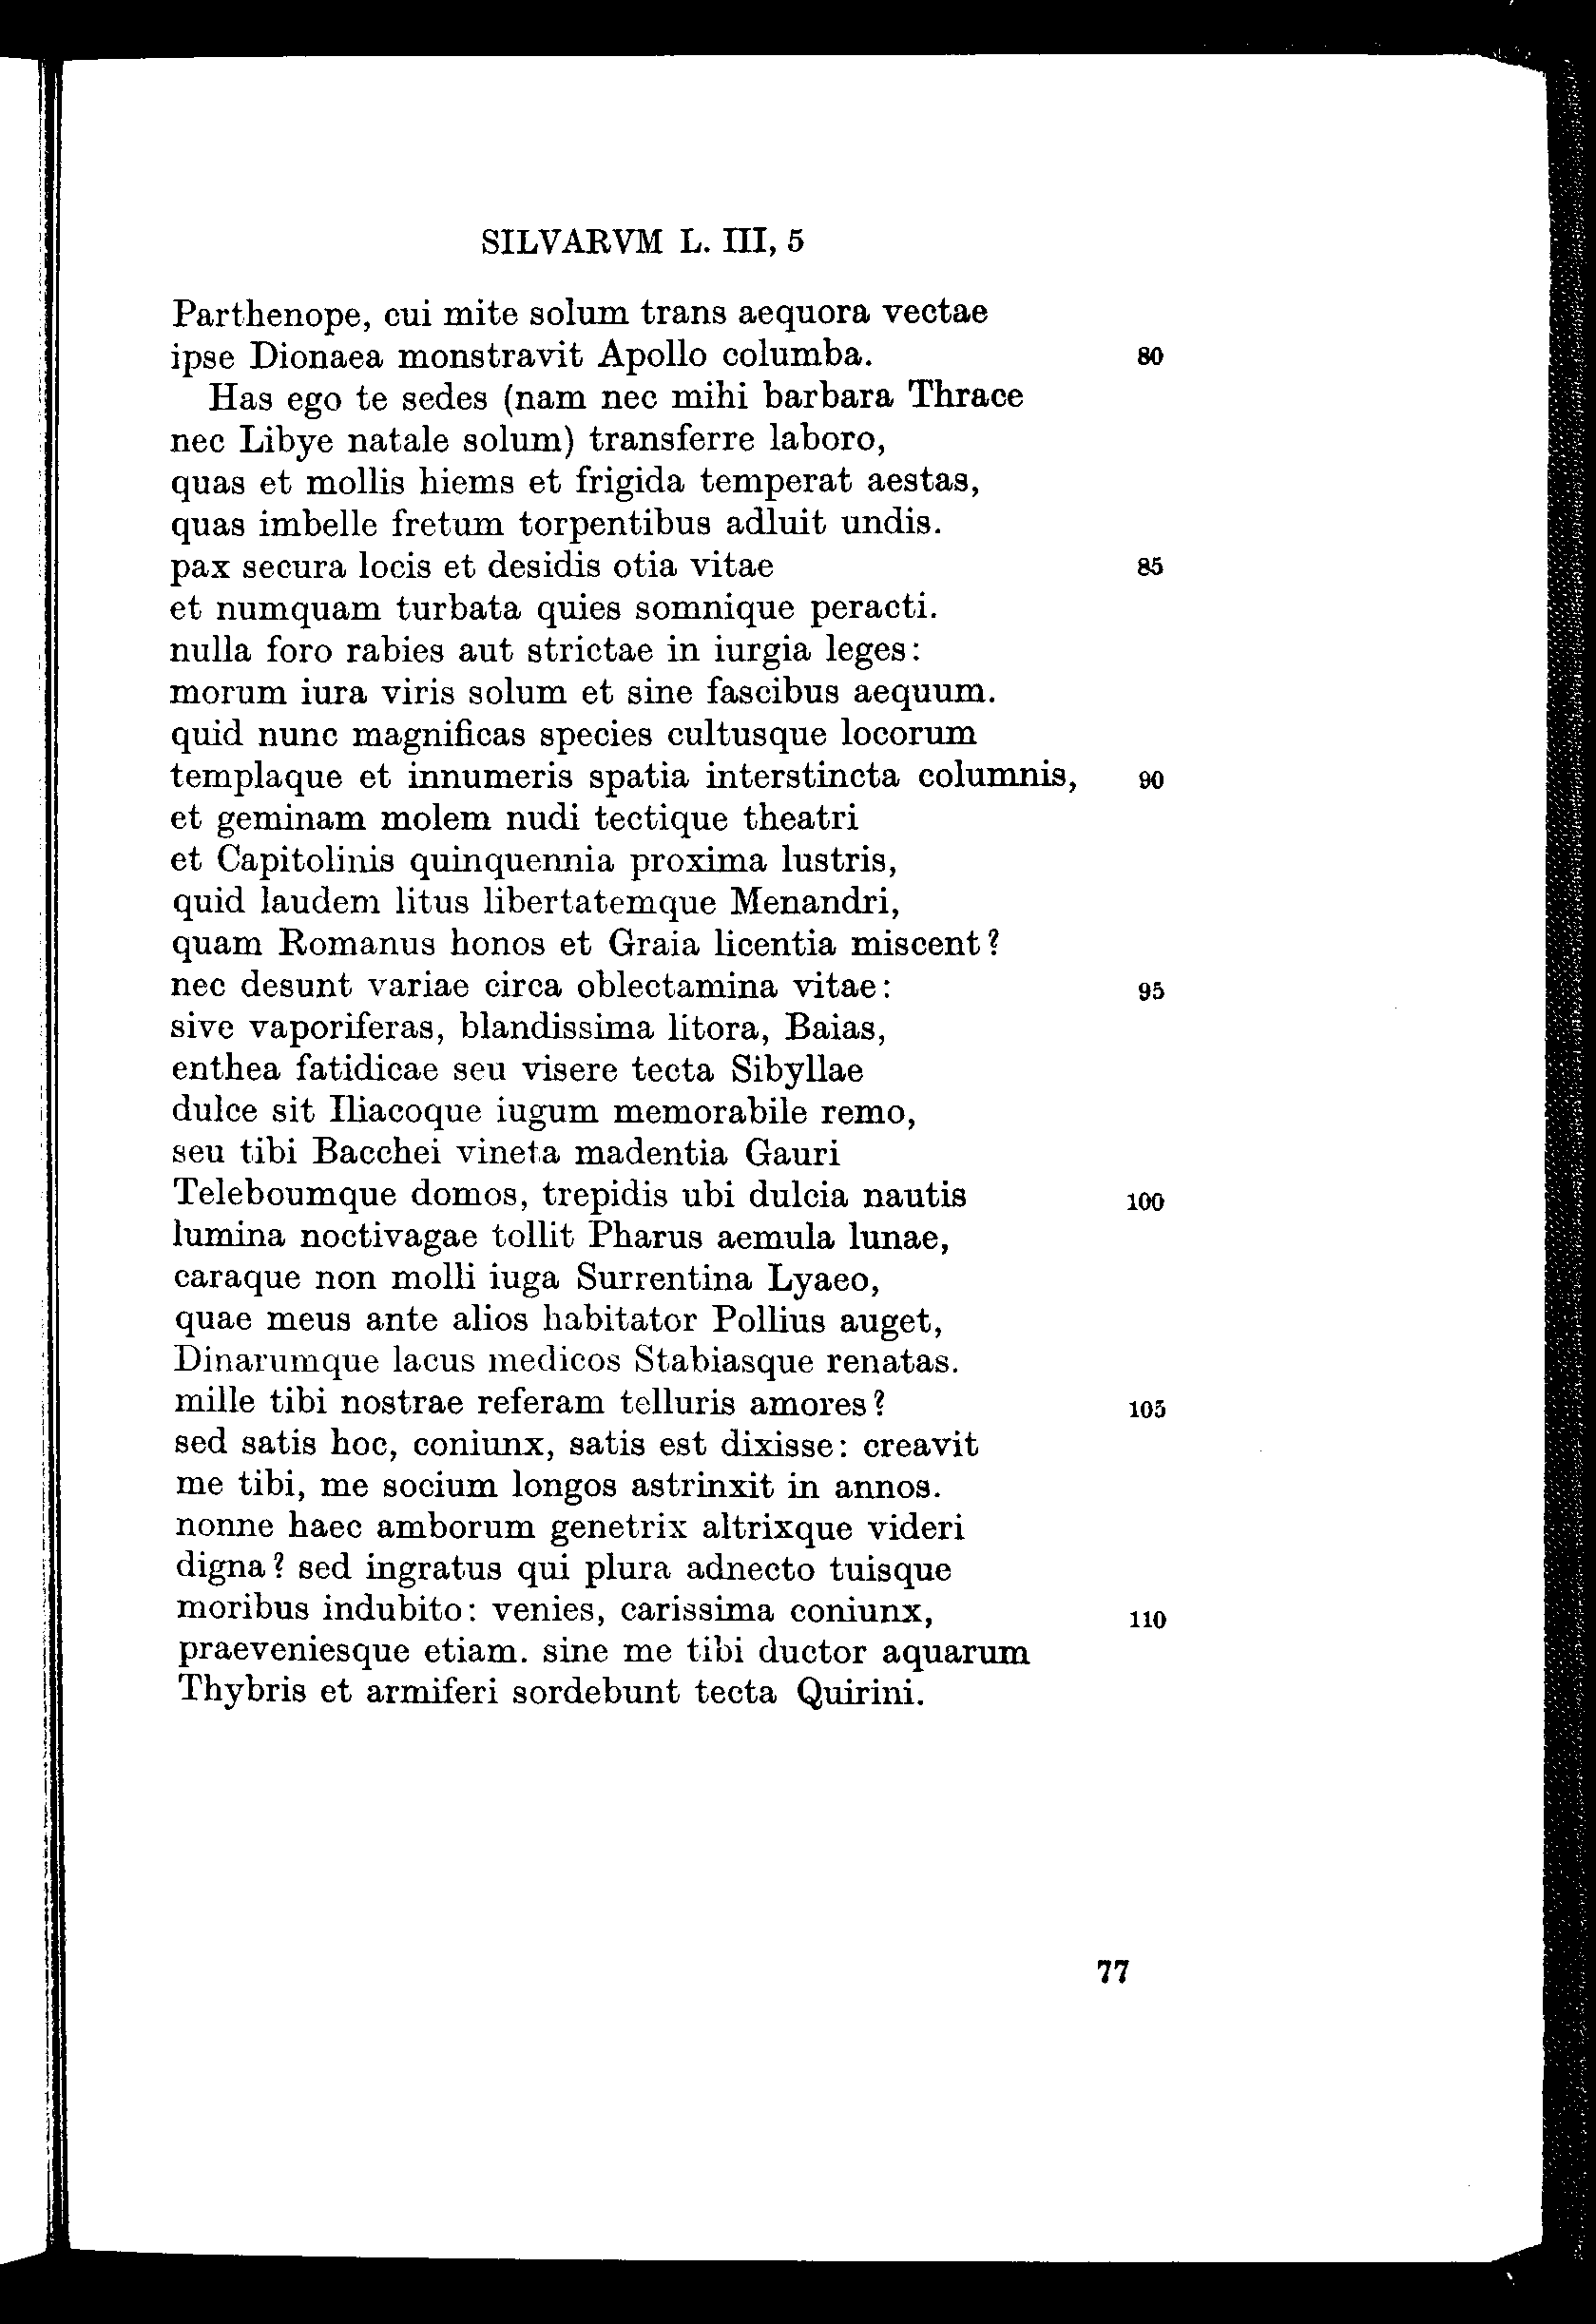 SILVARVM L. III, 5
Parthenope, cui mite solum trans aequora vectae
ipse Dionaea monstravit Apollo columba. 80
Has ego te sedes (nam nec mihi barbara Thrace
nec Libye natale solum) transferre laboro,
quas et mollis hiems et frigida temperat aestas,
quas imbelle fretum torpentibus adluit undis.
pax secura locis et desidis otia vitae 85
et numquam turbata quies somnique peracti.
nulla foro rabies aut strictae in iurgia leges:
morum iura viris solum et sine fascibus aequum.
quid nunc magnificas species cultusque locorum
templaque et innumeris spatia interstincta columnis, 90
et geminam molem nudi tectique theatri
et Capitolinis quinquennia proxima lustris,
quid laudem litus libertatemque Menandri,
quam Romanus honos et Graia licentia miscent?
nec desunt variae circa oblectamina vitae: 95
sive vaporiferas, blandissima litora, Baias,
enthea fatidicae seu visere tecta Sibyllae
dulce sit Iliacoque iugum memorabile remo,
seu tibi Bacchei vineta madentia Gauri
Teleboumque domos, trepidis ubi dulcia nautis 100
lumina noctivagae tollit Pharus aemula lunae,
caraque non molli iuga Surrentina Lyaeo,
quae meus ante alios habitator Pollius auget,
Dinarumque lacus medicos Stabiasque renatas.
mille tibi nostrae referam telluris amores? 105
sed satis hoc, coniunx, satis est dixisse: creavit
me tibi, me socium longos astrinxit in annos.
nonne haec amborum genetrix altrixque videri
digna? sed ingratus qui plura adnecto tuisque
moribus indubito: venies, carissima coniunx, 110
praeveniesque etiam. sine me tibi ductor aquarum
Thybris et armiferi sordebunt tecta Quirini.
77